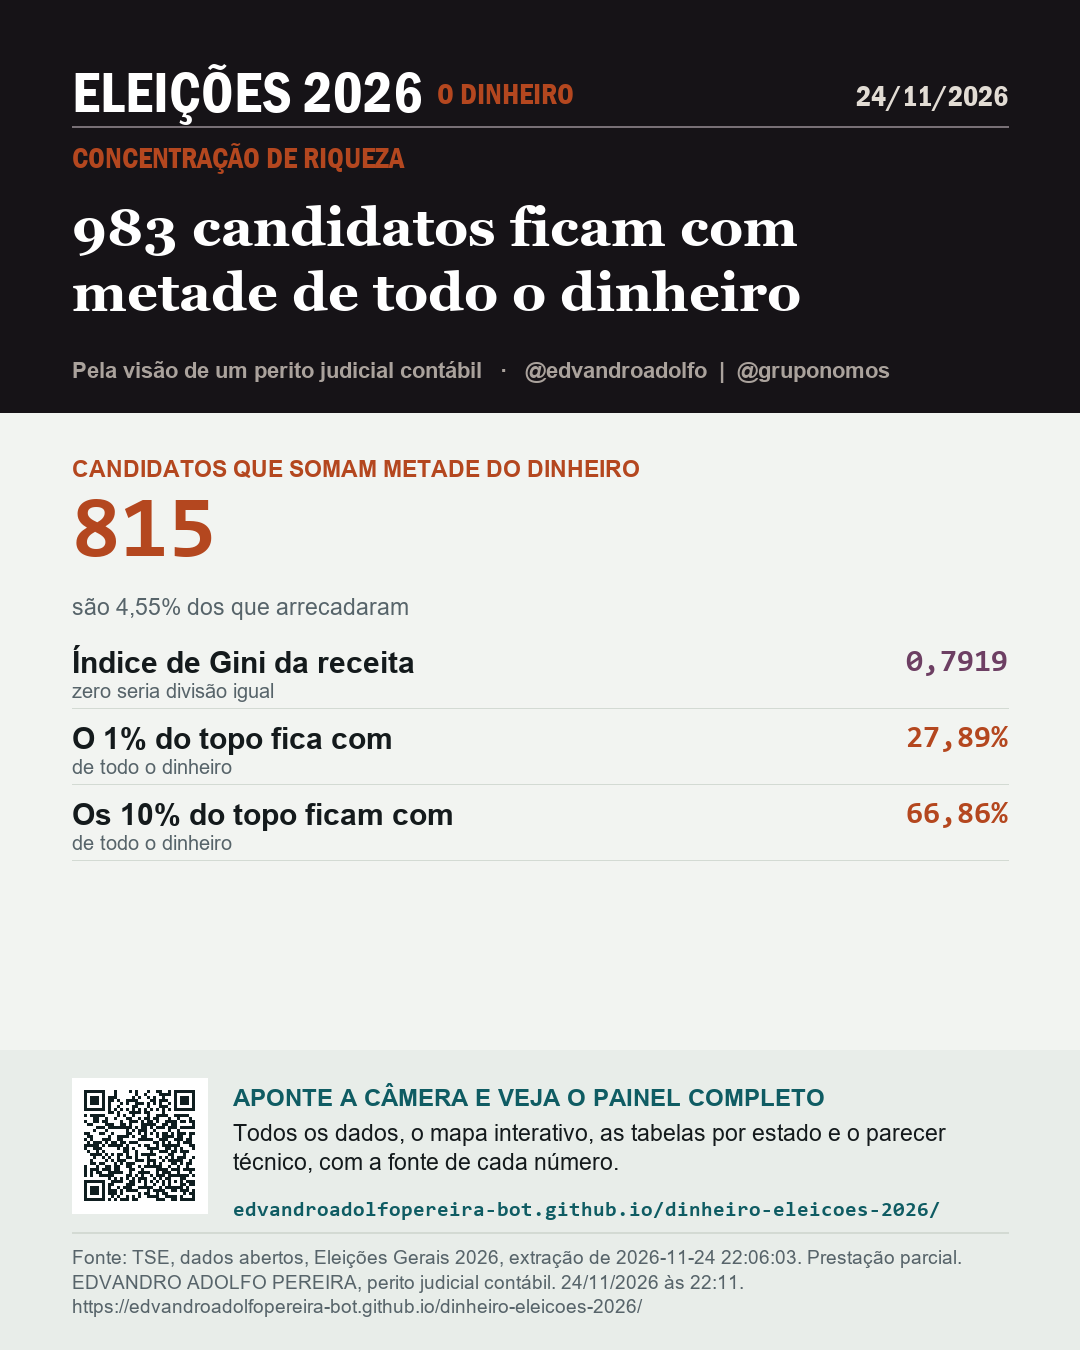 ELEIÇÕES 2026 O DINHEIRO 24/11/2026
CONCENTRAÇÃO DE RIQUEZA
983 candidatos ficam com
metade de todo o dinheiro
Pela visão de um perito judicial contábil · @edvandroadolfo | @gruponomos
CANDIDATOS QUE SOMAM METADE DO DINHEIRO
815
são 4,55% dos que arrecadaram
Índice de Gini da receita 0,7919
zero seria divisão igual
O 1% do topo fica com 27,89%
de todo o dinheiro
Os 10% do topo ficam com 66,86%
de todo o dinheiro
APONTE A CÂMERA E VEJA O PAINEL COMPLETO
Todos os dados, o mapa interativo, as tabelas por estado e o parecer
técnico, com a fonte de cada número.
edvandroadolfopereira-bot.github.io/dinheiro-eleicoes-2026/
Fonte: TSE, dados abertos, Eleições Gerais 2026, extração de 2026-11-24 22:06:03. Prestação parcial.
EDVANDRO ADOLFO PEREIRA, perito judicial contábil. 24/11/2026 às 22:11.
https://edvandroadolfopereira-bot.github.io/dinheiro-eleicoes-2026/